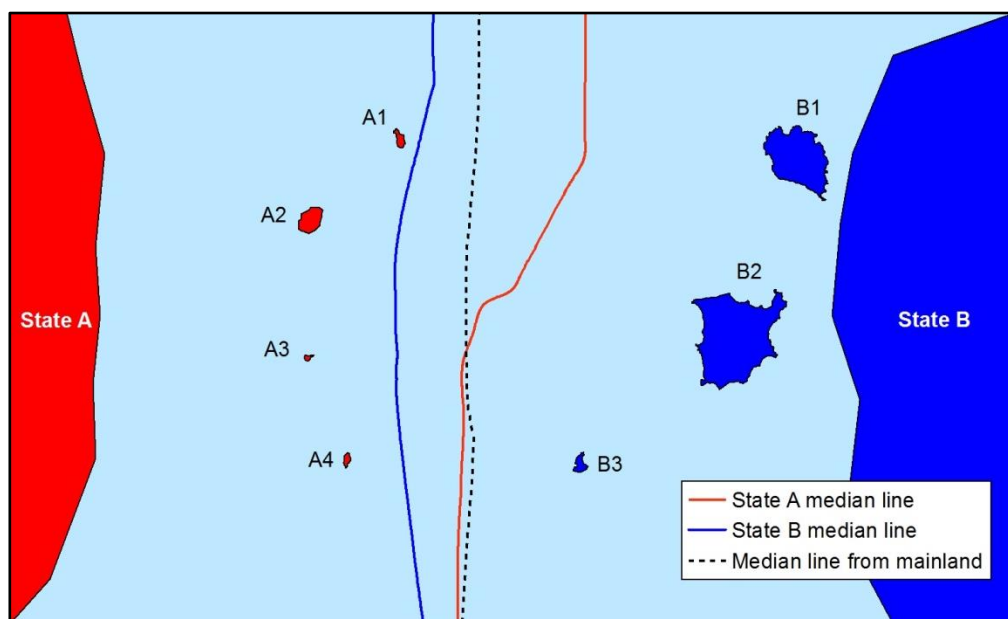 B1
A1
A2
B2
State A
State B
A3
A4
B3
State A median line
State B median line
Median line from mainland